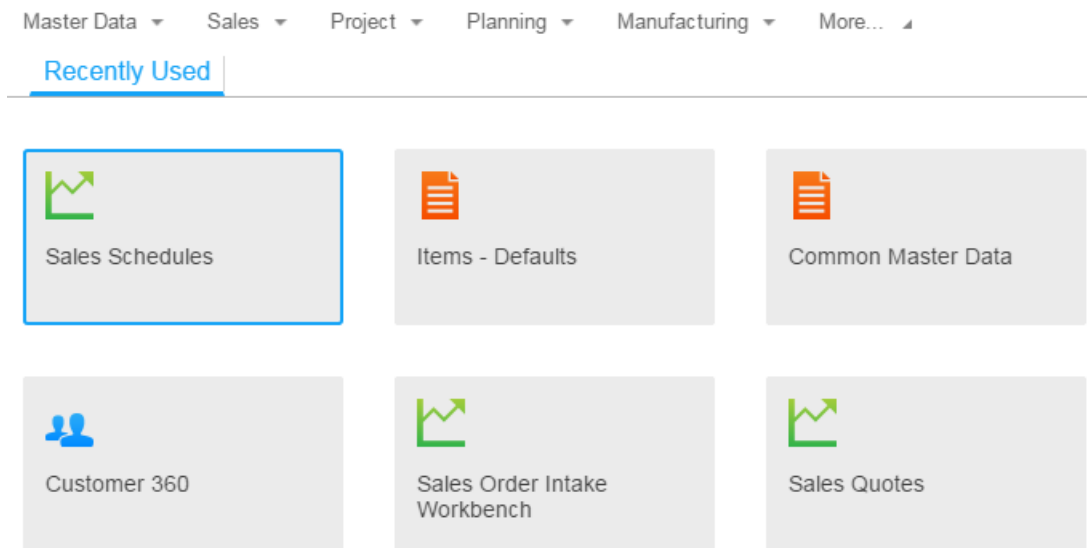 Master Data Sales Project Planning Manufacturing More...
Recently Used
Sales Schedules
Items - Defaults
Common Master Data
Customer 360
Sales Order Intake
Workbench
Sales Quotes